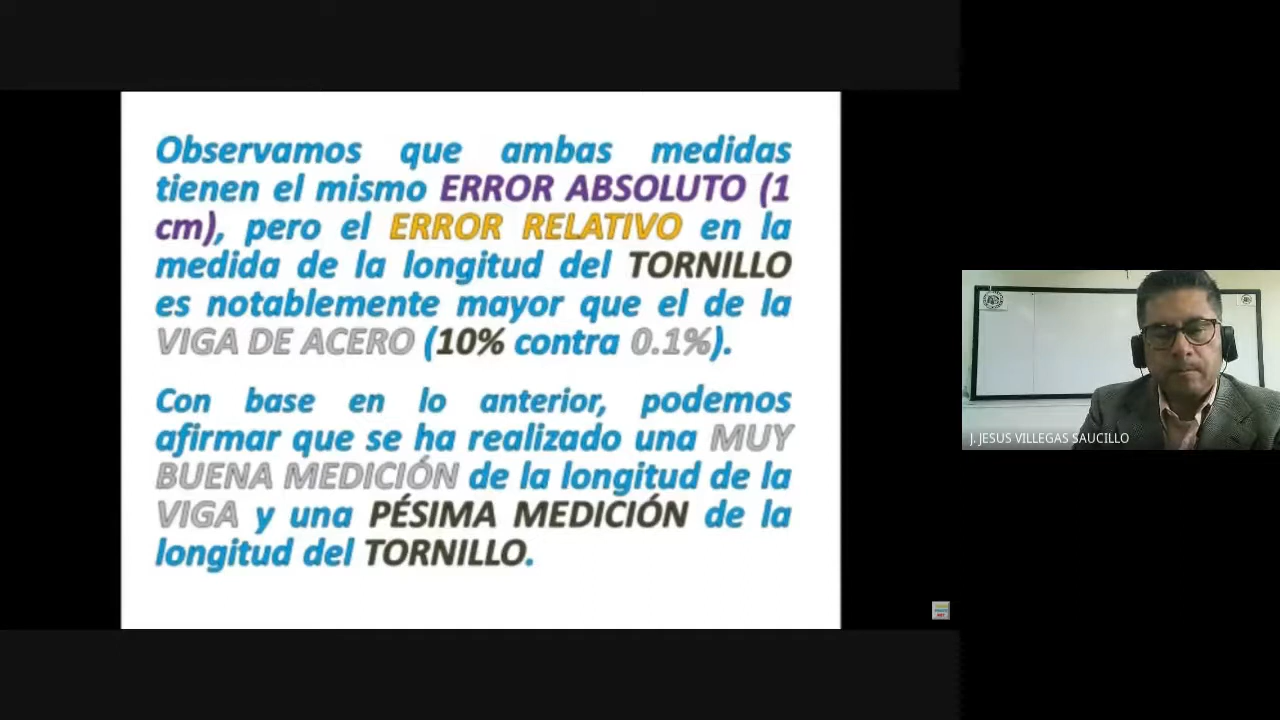 Observamos que ambas medidas
tienen el mismo ERROR ABSOLUTO (1
cm), pero el ERROR RELATIVO en la
medida de la longitud del TORNILLO
es notablemente mayor que el de la
VIGA DE ACERO (10% contra 0.1%).
Con base en lo anterior, podemos
afirmar que se ha realizado una MUY
BUENA MEDICIÓN de la longitud de la
VIGA y una PÉSIMA MEDICIÓN de la
longitud del TORNILLO.
J. JESUS VILLEGAS SAUCILLO